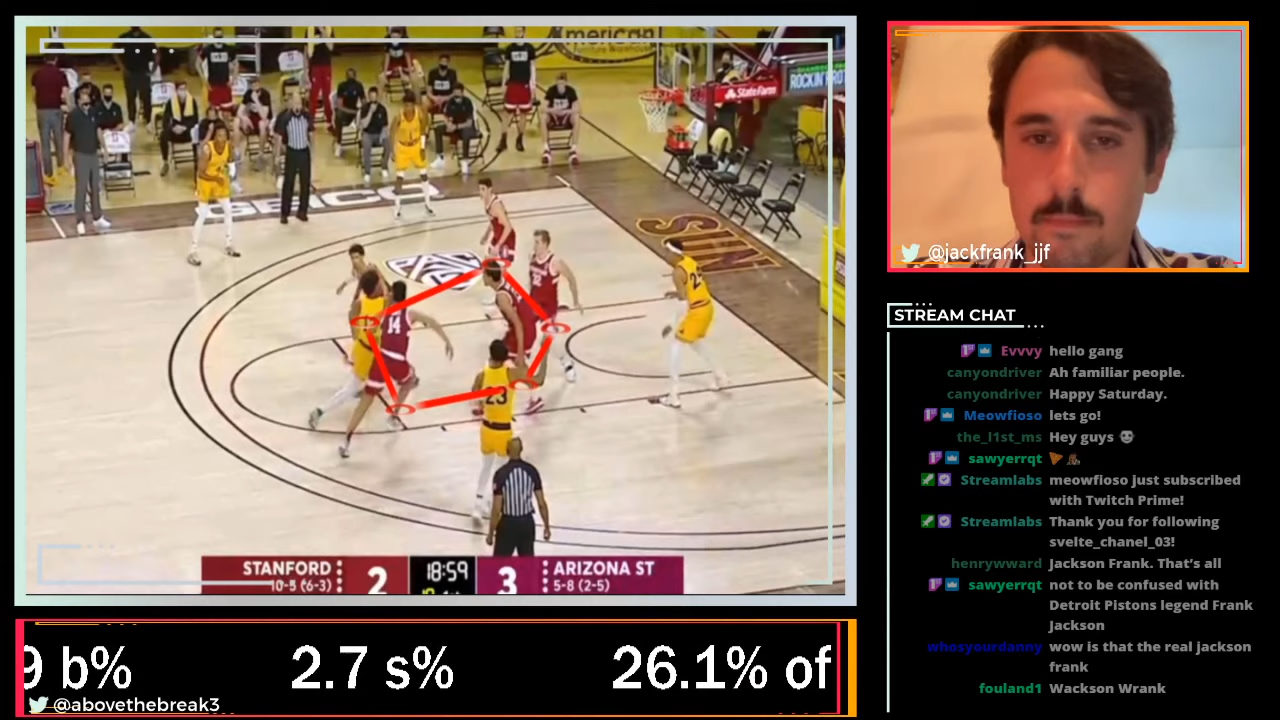 American
State Farm
ROCKIN'
GEICO
SUN
14
23
@jackfrank_jjf
STREAM CHAT
Evvvy hello gang
canyondriver Ah familiar people.
canyondriver Happy Saturday.
Meowfioso lets go!
the_l1st_ms Hey guys
sawyerrqt
Streamlabs meowfioso just subscribed
with Twitch Prime!
Streamlabs Thank you for following
svelte_chanel_03!
henrywward Jackson Frank. That's all
sawyerrqt not to be confused with
Detroit Pistons legend Frank
Jackson
whosyourdanny wow is that the real jackson
frank
fouland1 Wackson Wrank
STANFORD 2 18:59 3 ARIZONA ST
10-5 (6-3) 5-8 (2-5)
9 b% 2.7 s% 26.1% of
@abovethebreak3